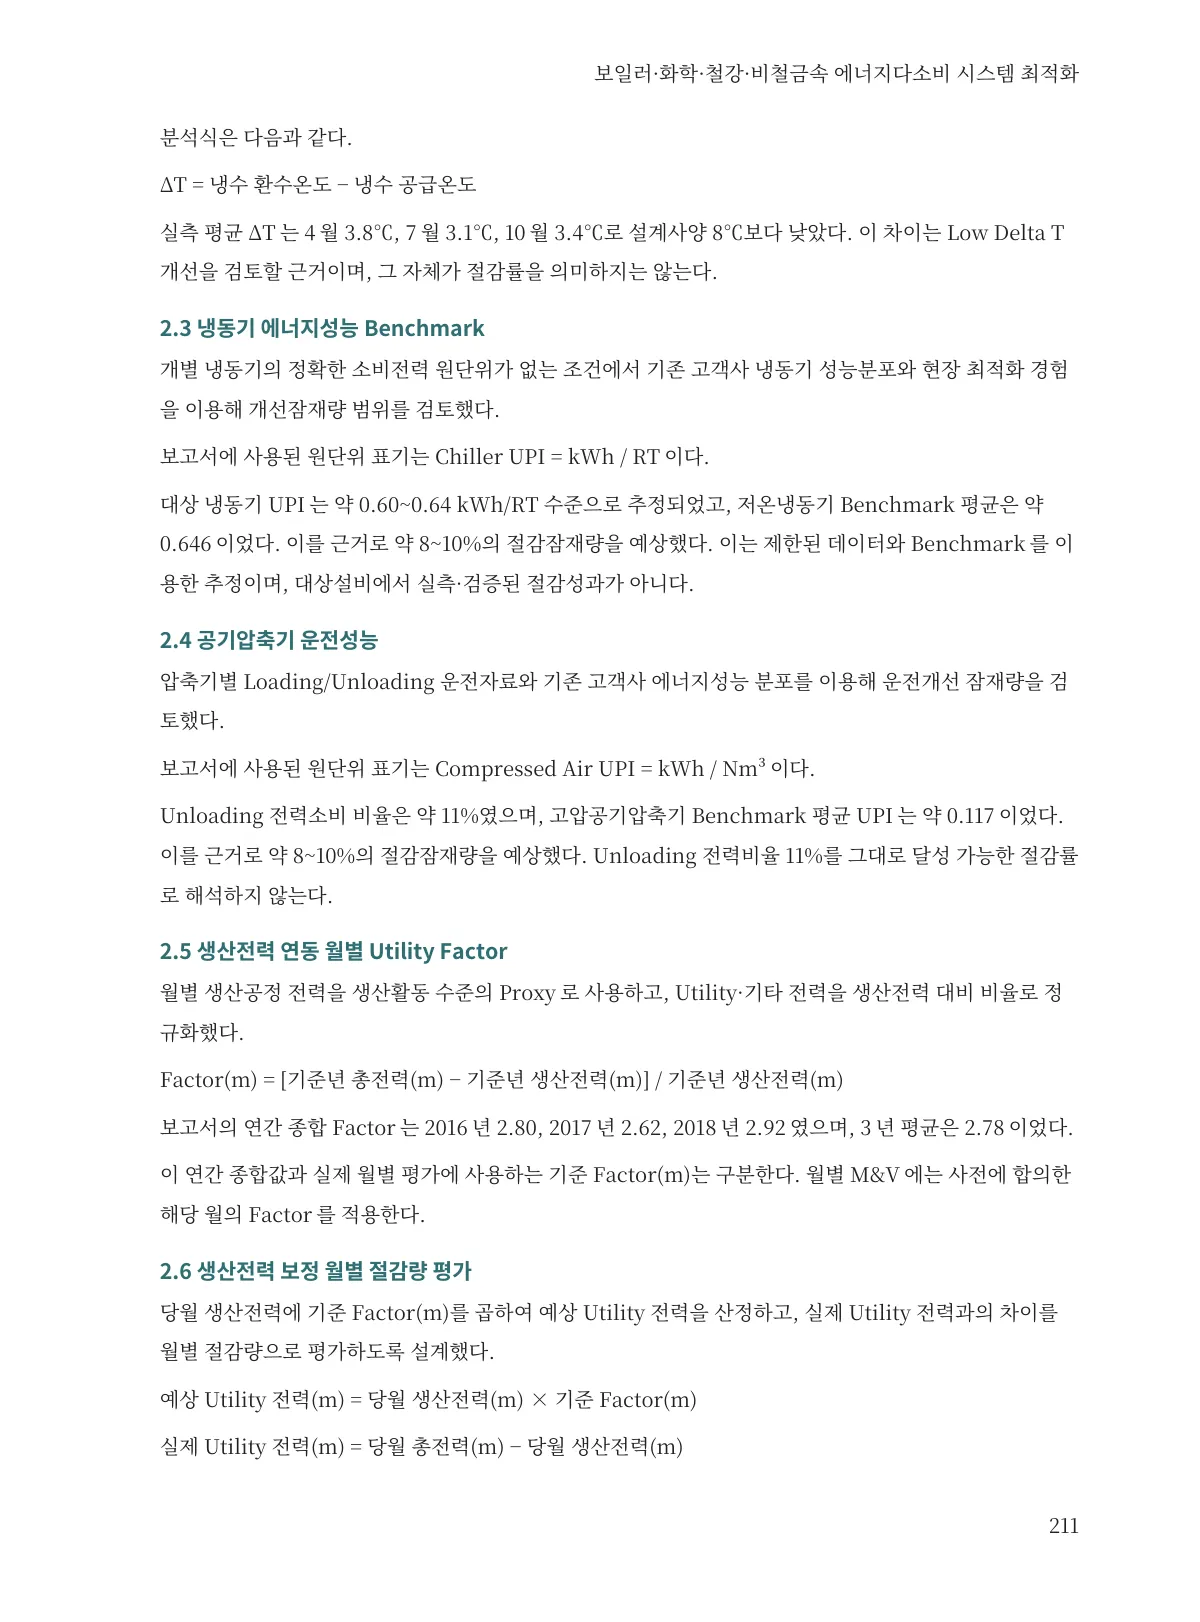 보일러·화학·철강·비철금속 에너지다소비 시스템 최적화
분석식은 다음과 같다.
ΔT = 냉수 환수온도 – 냉수 공급온도
실측 평균 ΔT 는 4 월 3.8℃, 7 월 3.1℃, 10 월 3.4℃로 설계사양 8℃보다 낮았다. 이 차이는 Low Delta T
개선을 검토할 근거이며, 그 자체가 절감률을 의미하지는 않는다.
2.3 냉동기 에너지성능 Benchmark
개별 냉동기의 정확한 소비전력 원단위가 없는 조건에서 기존 고객사 냉동기 성능분포와 현장 최적화 경험
을 이용해 개선잠재량 범위를 검토했다.
보고서에 사용된 원단위 표기는 Chiller UPI = kWh / RT 이다.
대상 냉동기 UPI 는 약 0.60~0.64 kWh/RT 수준으로 추정되었고, 저온냉동기 Benchmark 평균은 약
0.646 이었다. 이를 근거로 약 8~10%의 절감잠재량을 예상했다. 이는 제한된 데이터와 Benchmark 를 이
용한 추정이며, 대상설비에서 실측·검증된 절감성과가 아니다.
2.4 공기압축기 운전성능
압축기별 Loading/Unloading 운전자료와 기존 고객사 에너지성능 분포를 이용해 운전개선 잠재량을 검
토했다.
보고서에 사용된 원단위 표기는 Compressed Air UPI = kWh / Nm³ 이다.
Unloading 전력소비 비율은 약 11%였으며, 고압공기압축기 Benchmark 평균 UPI 는 약 0.117 이었다.
이를 근거로 약 8~10%의 절감잠재량을 예상했다. Unloading 전력비율 11%를 그대로 달성 가능한 절감률
로 해석하지 않는다.
2.5 생산전력 연동 월별 Utility Factor
월별 생산공정 전력을 생산활동 수준의 Proxy 로 사용하고, Utility·기타 전력을 생산전력 대비 비율로 정
규화했다.
Factor(m) = [기준년 총전력(m) – 기준년 생산전력(m)] / 기준년 생산전력(m)
보고서의 연간 종합 Factor 는 2016 년 2.80, 2017 년 2.62, 2018 년 2.92 였으며, 3 년 평균은 2.78 이었다.
이 연간 종합값과 실제 월별 평가에 사용하는 기준 Factor(m)는 구분한다. 월별 M&V 에는 사전에 합의한
해당 월의 Factor 를 적용한다.
2.6 생산전력 보정 월별 절감량 평가
당월 생산전력에 기준 Factor(m)를 곱하여 예상 Utility 전력을 산정하고, 실제 Utility 전력과의 차이를
월별 절감량으로 평가하도록 설계했다.
예상 Utility 전력(m) = 당월 생산전력(m) × 기준 Factor(m)
실제 Utility 전력(m) = 당월 총전력(m) – 당월 생산전력(m)
211